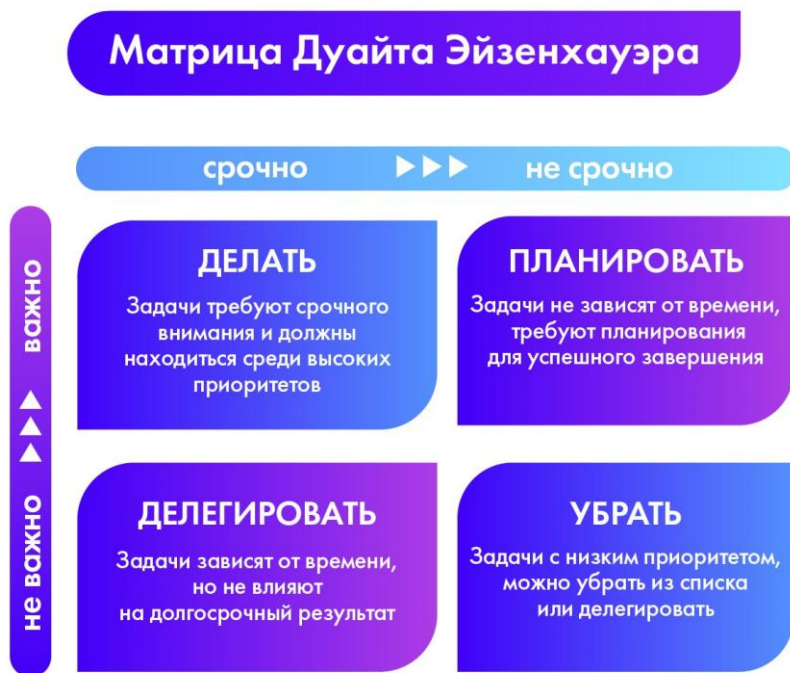 Матрица Дуайта Эйзенхауэра
срочно
не срочно
важно
не важно
ДЕЛАТЬ
Задачи требуют срочного
внимания и должны
находиться среди высоких
приоритетов
ПЛАНИРОВАТЬ
Задачи не зависят от времени,
требуют планирования
для успешного завершения
ДЕЛЕГИРОВАТЬ
Задачи зависят от времени,
но не влияют
на долгосрочный результат
УБРАТЬ
Задачи с низким приоритетом,
можно убрать из списка
или делегировать